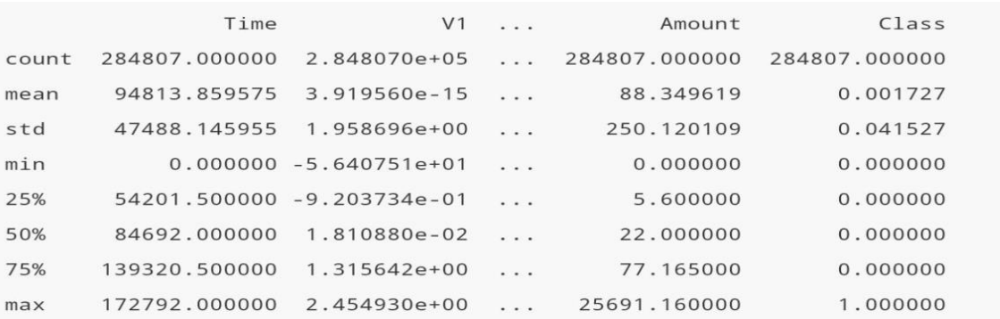 Time V1 ... Amount Class
count 284807.000000 2.848070e+05 ... 284807.000000 284807.000000
mean 94813.859575 3.919560e-15 ... 88.349619 0.001727
std 47488.145955 1.958696e+00 ... 250.120109 0.041527
min 0.000000 -5.640751e+01 ... 0.000000 0.000000
25% 54201.500000 -9.203734e-01 ... 5.600000 0.000000
50% 84692.000000 1.810880e-02 ... 22.000000 0.000000
75% 139320.500000 1.315642e+00 ... 77.165000 0.000000
max 172792.000000 2.454930e+00 ... 25691.160000 1.000000